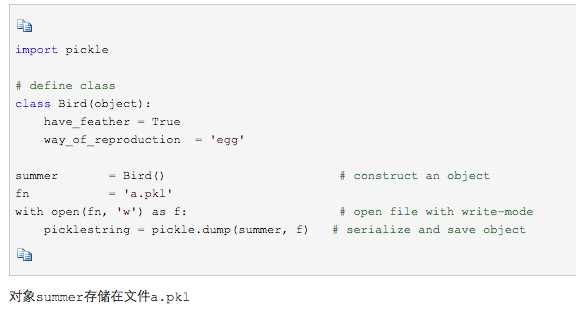 import pickle

# define class
class Bird(object):
    have_feather = True
    way_of_reproduction  = 'egg'

summer       = Bird()                        # construct an object
fn           = 'a.pkl'
with open(fn, 'w') as f:                     # open file with write-mode
    picklestring = pickle.dump(summer, f)   # serialize and save object
对象summer存储在文件a.pkl